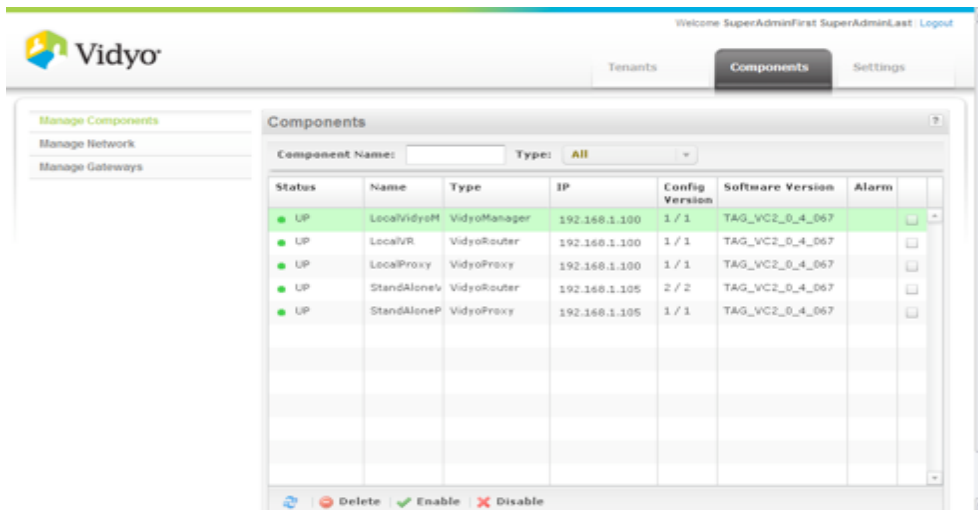 Welcome SuperAdminFirst SuperAdminLast | Logout
Vidyo
Tenants Components Settings
Manage Components
Manage Network
Manage Gateways
Components ?
Component Name: Type: All
Status Name Type IP Config Version Software Version Alarm
UP LocalVidyoM VidyoManager 192.168.1.100 1 / 1 TAG_VC2_0_4_067
UP LocalVR VidyoRouter 192.168.1.100 1 / 1 TAG_VC2_0_4_067
UP LocalProxy VidyoProxy 192.168.1.100 1 / 1 TAG_VC2_0_4_067
UP StandAloneV VidyoRouter 192.168.1.105 2 / 2 TAG_VC2_0_4_067
UP StandAloneP VidyoProxy 192.168.1.105 1 / 1 TAG_VC2_0_4_067
Delete Enable Disable